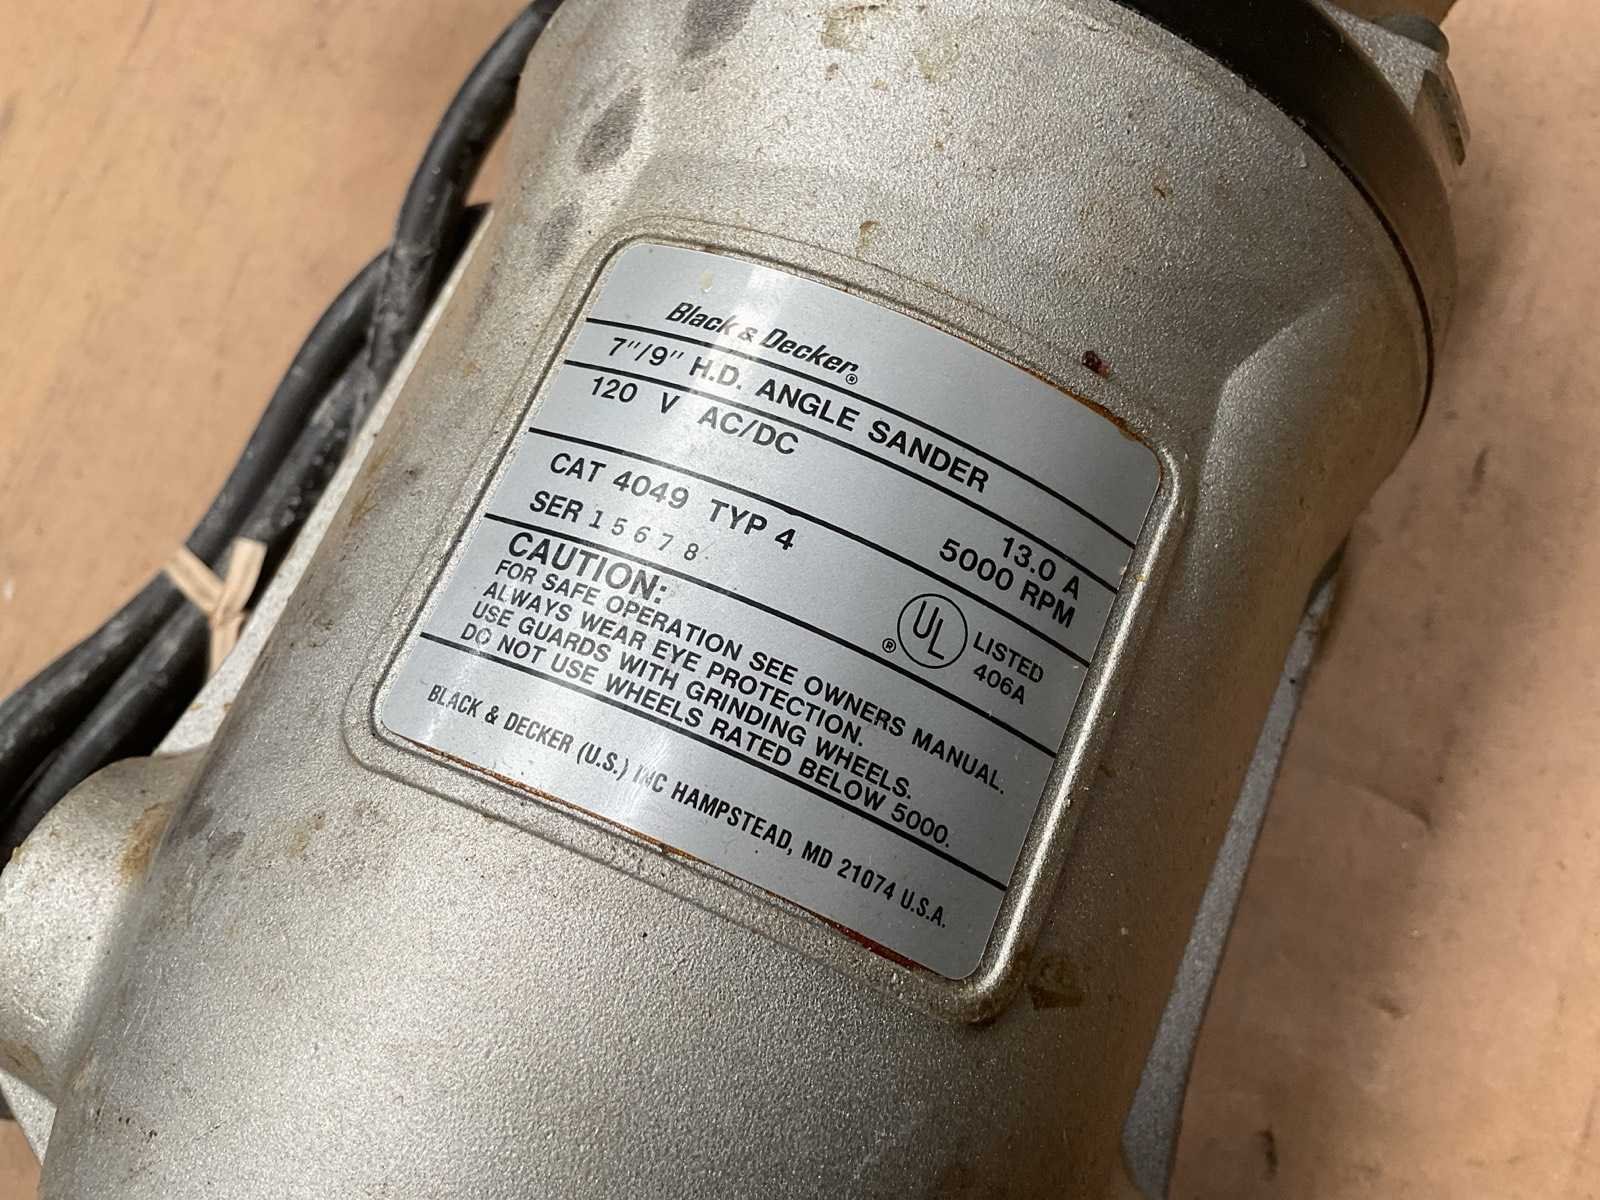 Black & Decker®
7"/9" H.D. ANGLE SANDER
120 V AC/DC 13.0 A
5000 RPM
CAT 4049 TYP 4
SER 15678
® UL LISTED
406A
CAUTION:
FOR SAFE OPERATION SEE OWNERS MANUAL.
ALWAYS WEAR EYE PROTECTION.
USE GUARDS WITH GRINDING WHEELS.
DO NOT USE WHEELS RATED BELOW 5000.
BLACK & DECKER (U.S.) INC HAMPSTEAD, MD 21074 U.S.A.